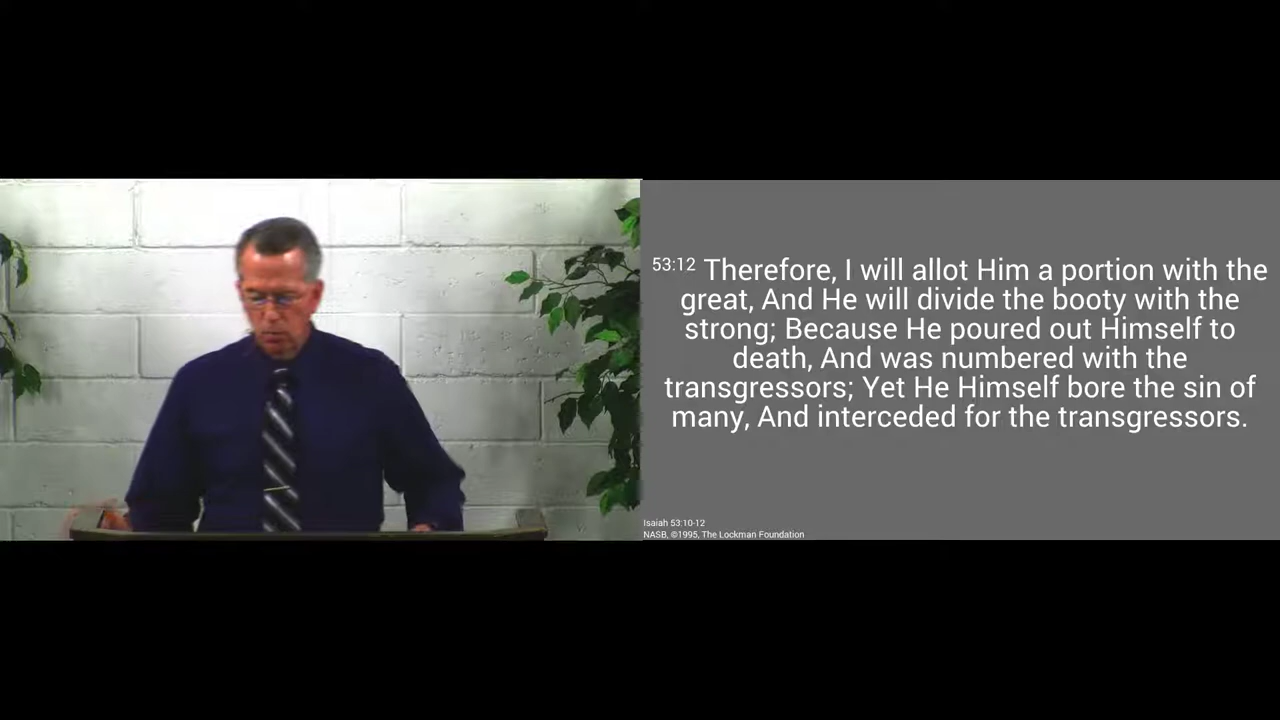 53:12 Therefore, I will allot Him a portion with the
great, And He will divide the booty with the
strong; Because He poured out Himself to
death, And was numbered with the
transgressors; Yet He Himself bore the sin of
many, And interceded for the transgressors.
Isaiah 53:10-12
NASB, ©1995, The Lockman Foundation